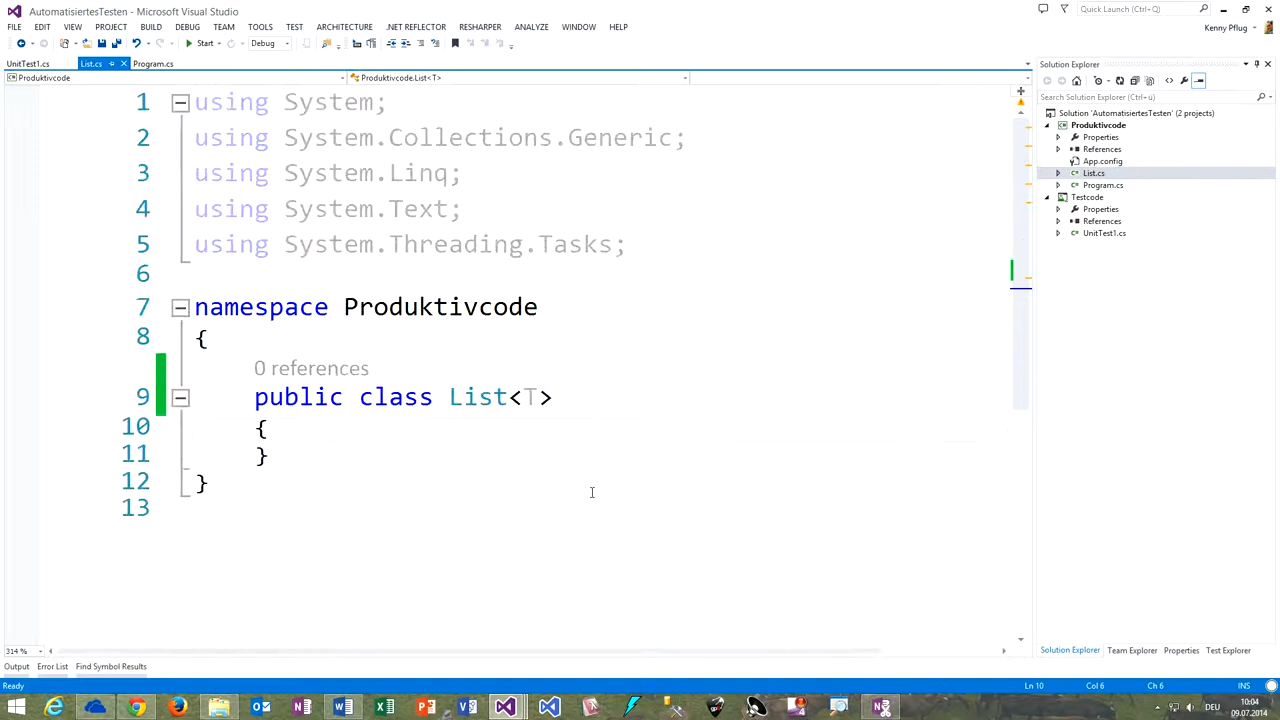 AutomatisiertesTesten - Microsoft Visual Studio
Quick Launch (Ctrl+Q)
FILE EDIT VIEW PROJECT BUILD DEBUG TEAM TOOLS TEST ARCHITECTURE .NET REFLECTOR RESHARPER ANALYZE WINDOW HELP
Kenny Pflug
Start Debug
UnitTest1.cs List.cs Program.cs
Produktivcode Produktivcode.List<T>
1 using System;
2 using System.Collections.Generic;
3 using System.Linq;
4 using System.Text;
5 using System.Threading.Tasks;
6
7 namespace Produktivcode
8 {
0 references
9 public class List<T>
10 {
11 }
12 }
13
314 %
Solution Explorer
Search Solution Explorer (Ctrl+ü)
Solution 'AutomatisiertesTesten' (2 projects)
Produktivcode
Properties
References
App.config
List.cs
Program.cs
Testcode
Properties
References
UnitTest1.cs
Solution Explorer Team Explorer Properties Test Explorer
Output Error List Find Symbol Results
Ready Ln 10 Col 6 Ch 6 INS
DEU
10:04
09.07.2014